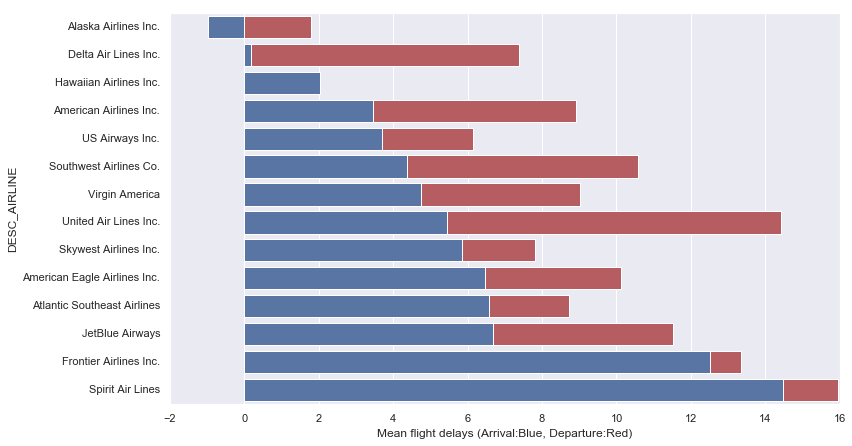 DESC_AIRLINE
Alaska Airlines Inc.
Delta Air Lines Inc.
Hawaiian Airlines Inc.
American Airlines Inc.
US Airways Inc.
Southwest Airlines Co.
Virgin America
United Air Lines Inc.
Skywest Airlines Inc.
American Eagle Airlines Inc.
Atlantic Southeast Airlines
JetBlue Airways
Frontier Airlines Inc.
Spirit Air Lines
−2 0 2 4 6 8 10 12 14 16
Mean flight delays (Arrival:Blue, Departure:Red)